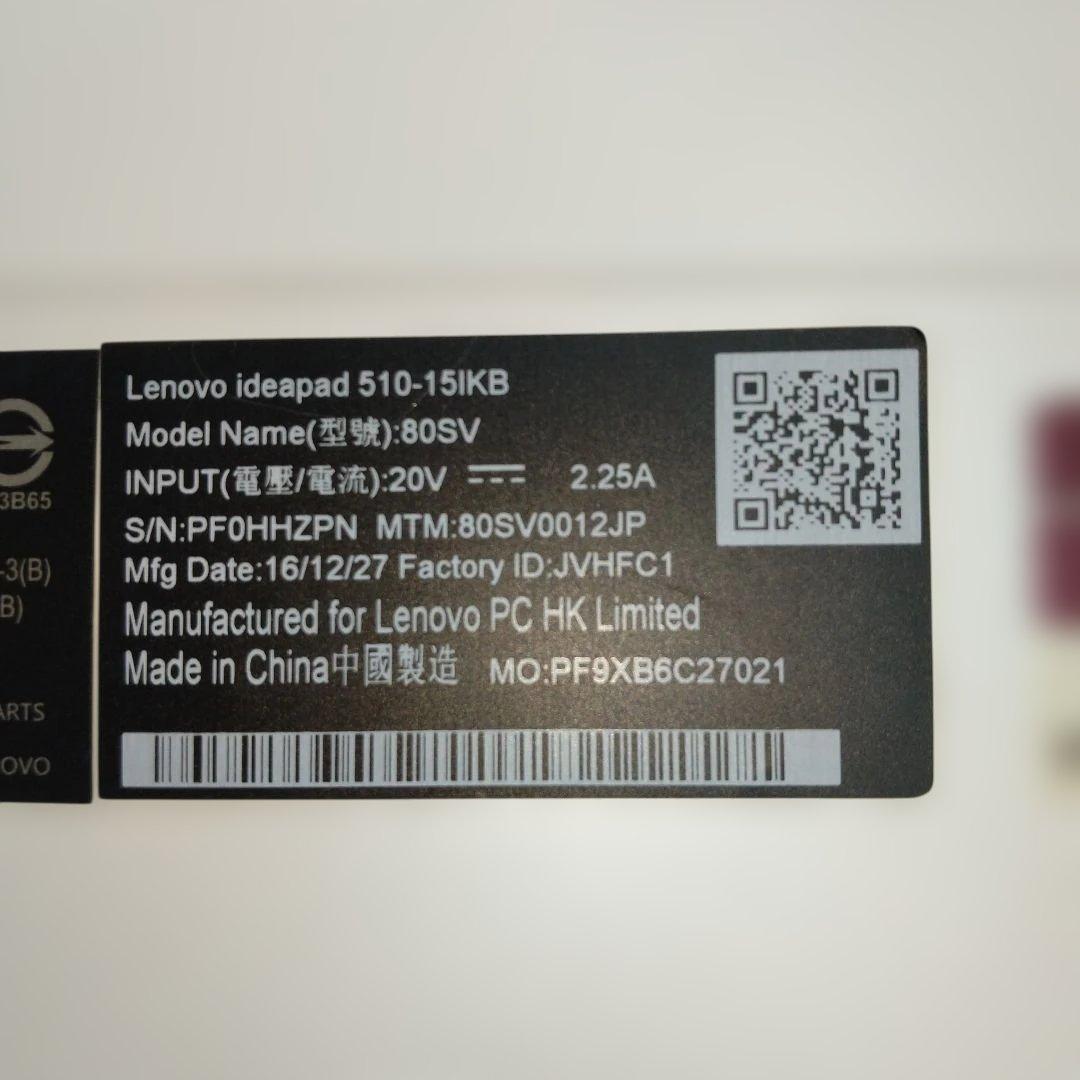 3B65
-3(B)
B)
ARTS
OVO
Lenovo ideapad 510-15IKB
Model Name(型號):80SV
INPUT(電壓/電流):20V ⎓ 2.25A
S/N:PF0HHZPN MTM:80SV0012JP
Mfg Date:16/12/27 Factory ID:JVHFC1
Manufactured for Lenovo PC HK Limited
Made in China中國製造 MO:PF9XB6C27021